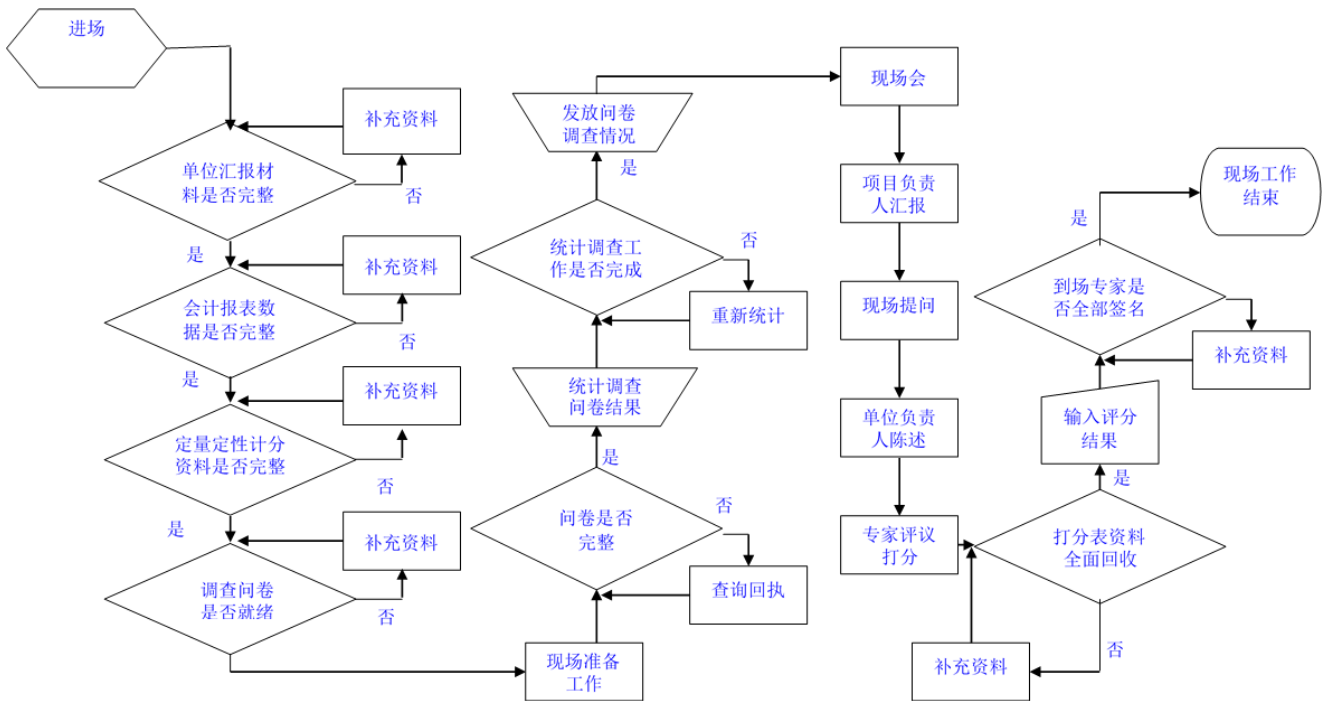 进场
补充资料
单位汇报材
料是否完整
否
是
补充资料
会计报表数
据是否完整
否
是
补充资料
定量定性计分
资料是否完整
否
是
补充资料
调查问卷
是否就绪
否
现场准备
工作
查询回执
问卷是否
完整
否
是
统计调查
问卷结果
重新统计
统计调查工
作是否完成
否
是
发放问卷
调查情况
现场会
项目负责
人汇报
现场提问
单位负责
人陈述
专家评议
打分
打分表资料
全面回收
否
补充资料
是
输入评分
结果
补充资料
到场专家是
否全部签名
否
是
现场工作
结束